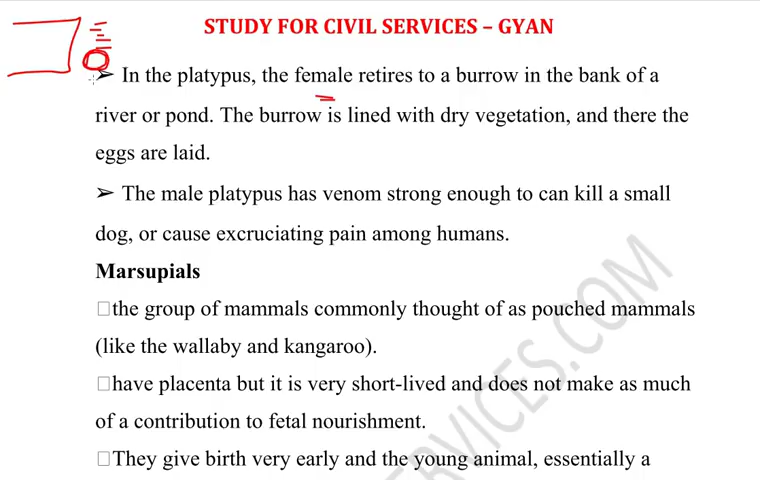 STUDY FOR CIVIL SERVICES – GYAN
➢ In the platypus, the female retires to a burrow in the bank of a
river or pond. The burrow is lined with dry vegetation, and there the
eggs are laid.
➢ The male platypus has venom strong enough to can kill a small
dog, or cause excruciating pain among humans.
Marsupials
□the group of mammals commonly thought of as pouched mammals
(like the wallaby and kangaroo).
□have placenta but it is very short-lived and does not make as much
of a contribution to fetal nourishment.
□They give birth very early and the young animal, essentially a
SERVICES.COM